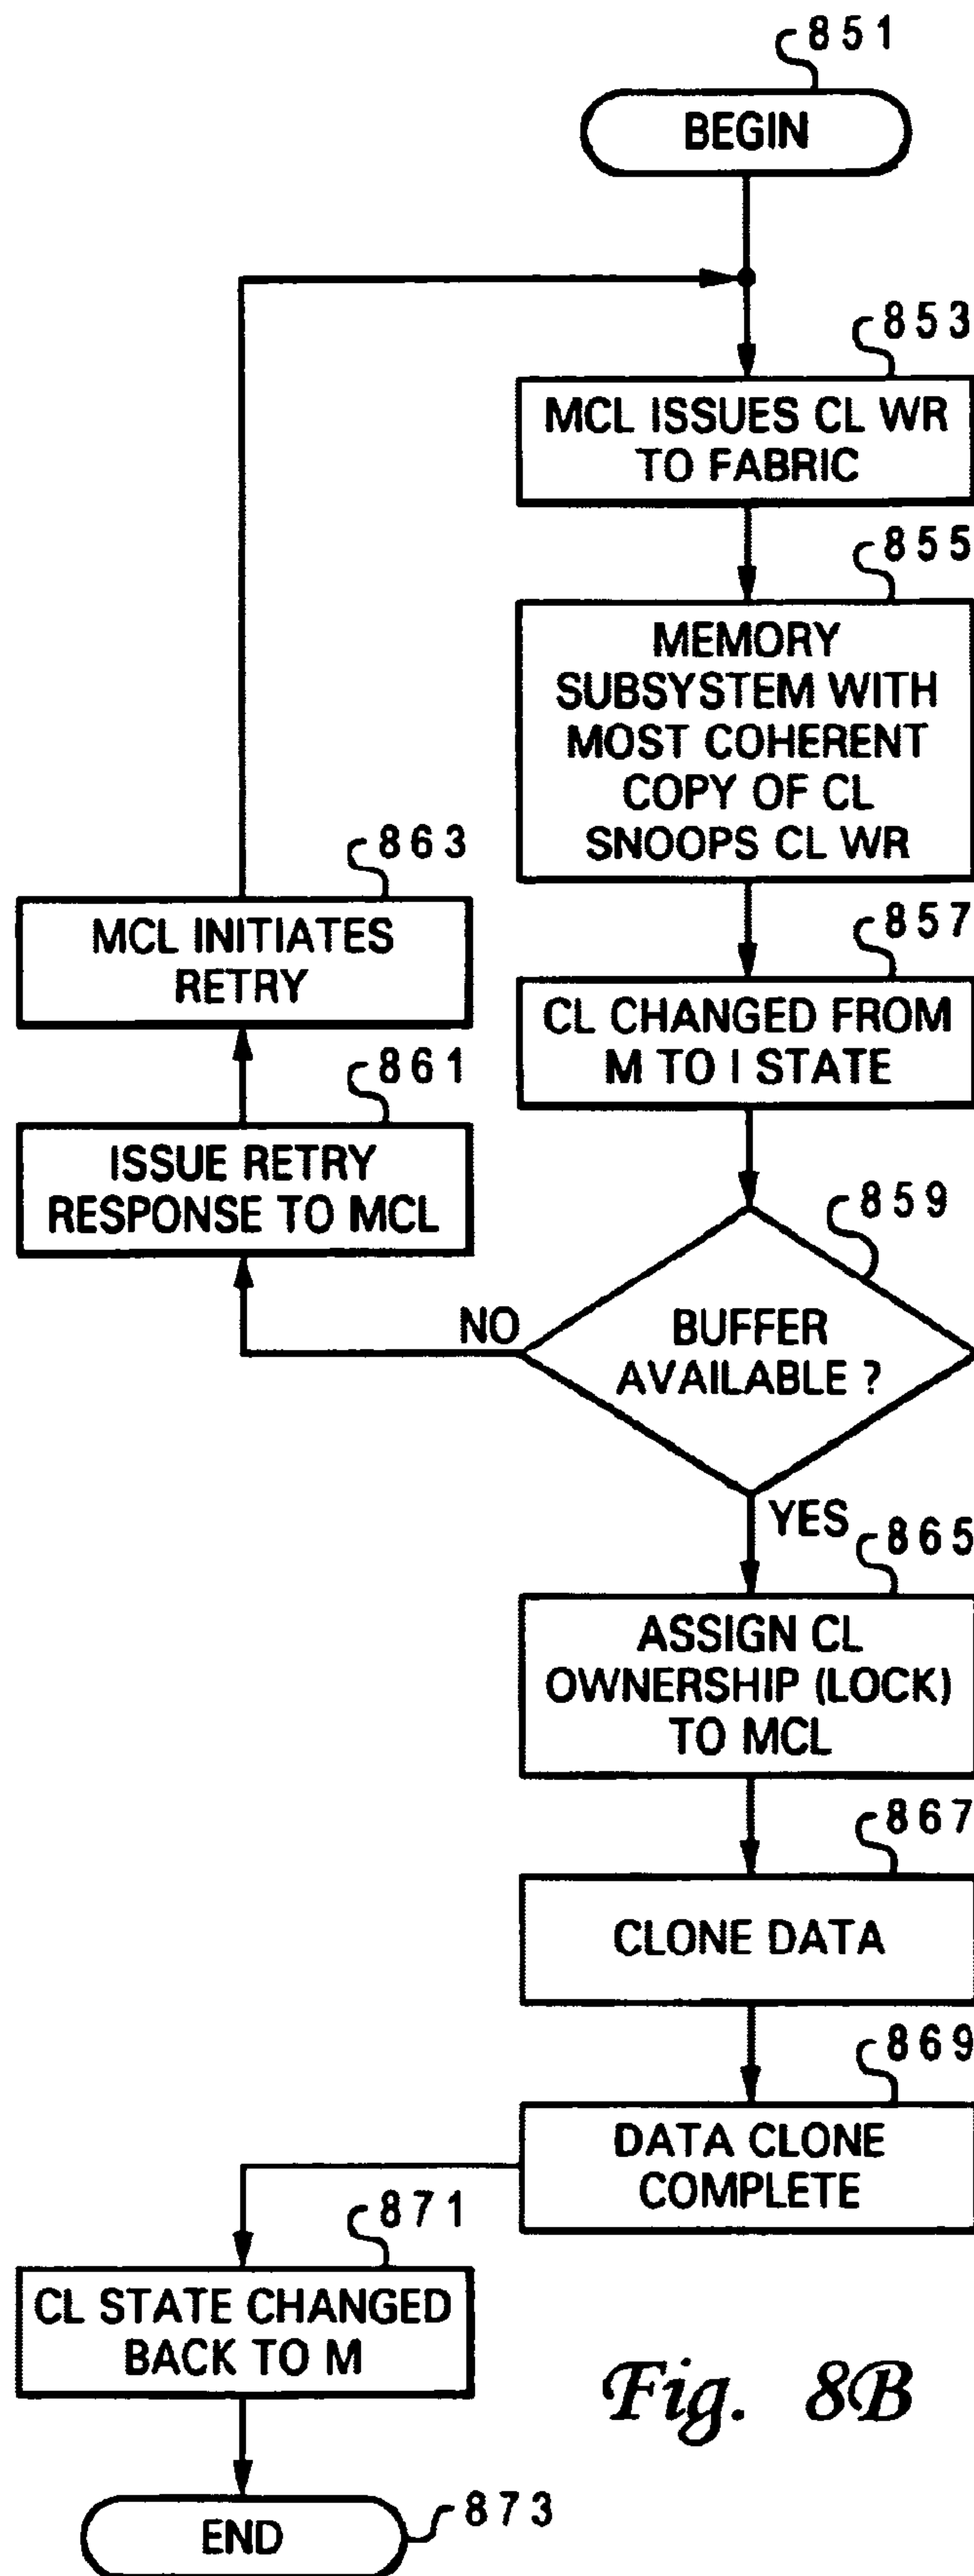 851
BEGIN
853
MCL ISSUES CL WR
TO FABRIC
855
MEMORY
SUBSYSTEM WITH
MOST COHERENT
COPY OF CL
SNOOPS CL WR
857
CL CHANGED FROM
M TO I STATE
859
BUFFER
AVAILABLE ?
NO
861
ISSUE RETRY
RESPONSE TO MCL
863
MCL INITIATES
RETRY
YES
865
ASSIGN CL
OWNERSHIP (LOCK)
TO MCL
867
CLONE DATA
869
DATA CLONE
COMPLETE
871
CL STATE CHANGED
BACK TO M
END
873
Fig. 8B